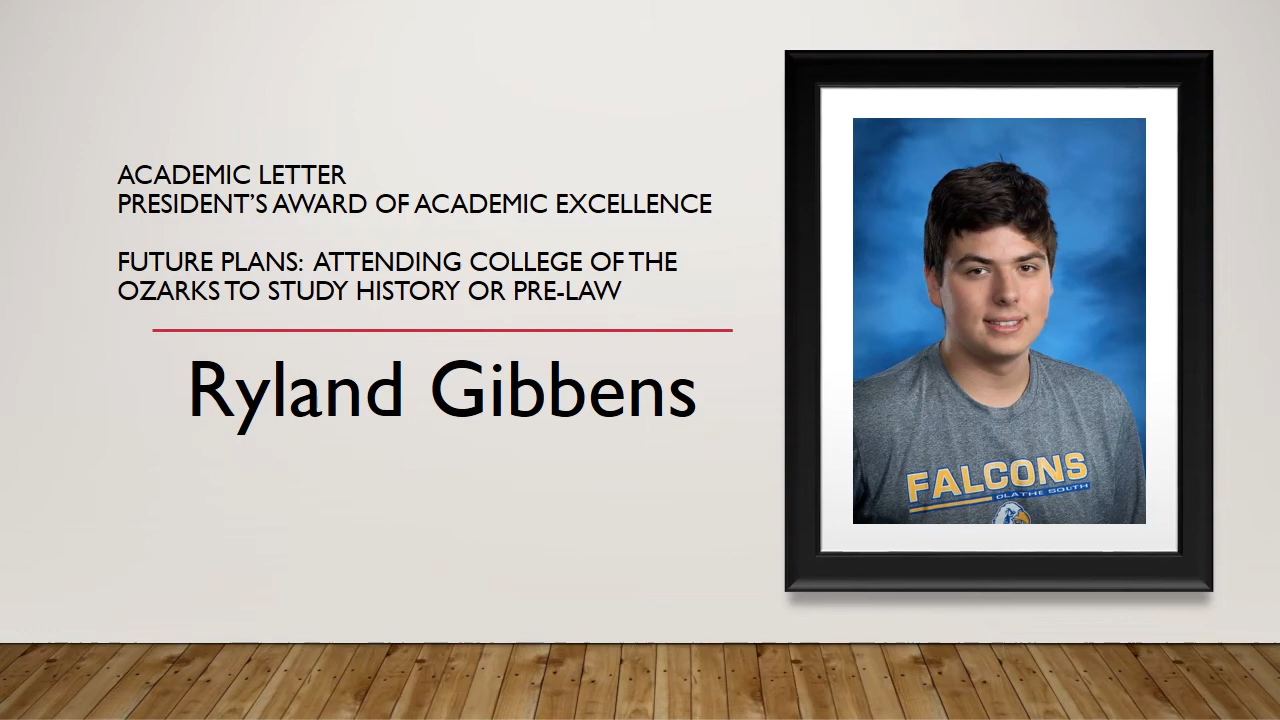 ACADEMIC LETTER
PRESIDENT’S AWARD OF ACADEMIC EXCELLENCE
FUTURE PLANS: ATTENDING COLLEGE OF THE
OZARKS TO STUDY HISTORY OR PRE-LAW
Ryland Gibbens
FALCONS
OLATHE SOUTH